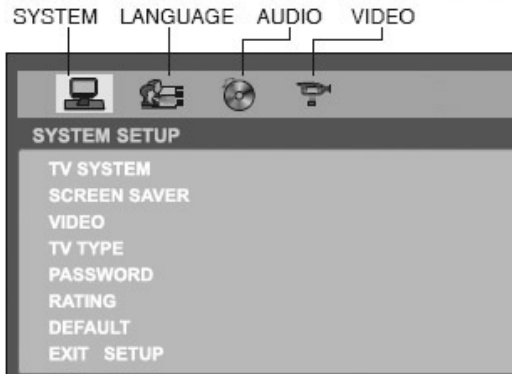 SYSTEM LANGUAGE AUDIO VIDEO
SYSTEM SETUP
TV SYSTEM
SCREEN SAVER
VIDEO
TV TYPE
PASSWORD
RATING
DEFAULT
EXIT SETUP